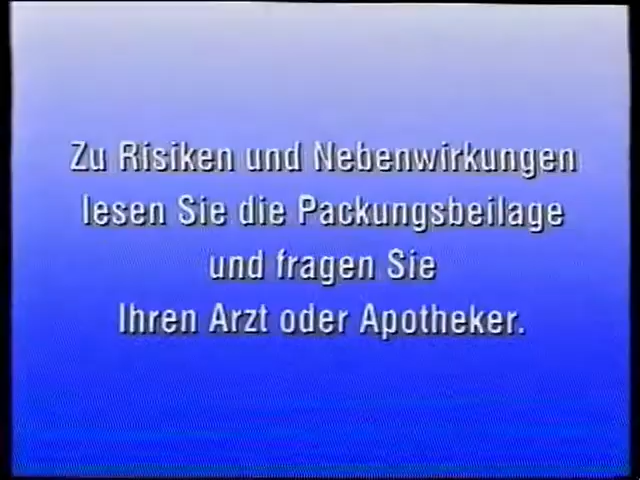 Zu Risiken und Nebenwirkungen
lesen Sie die Packungsbeilage
und fragen Sie
Ihren Arzt oder Apotheker.